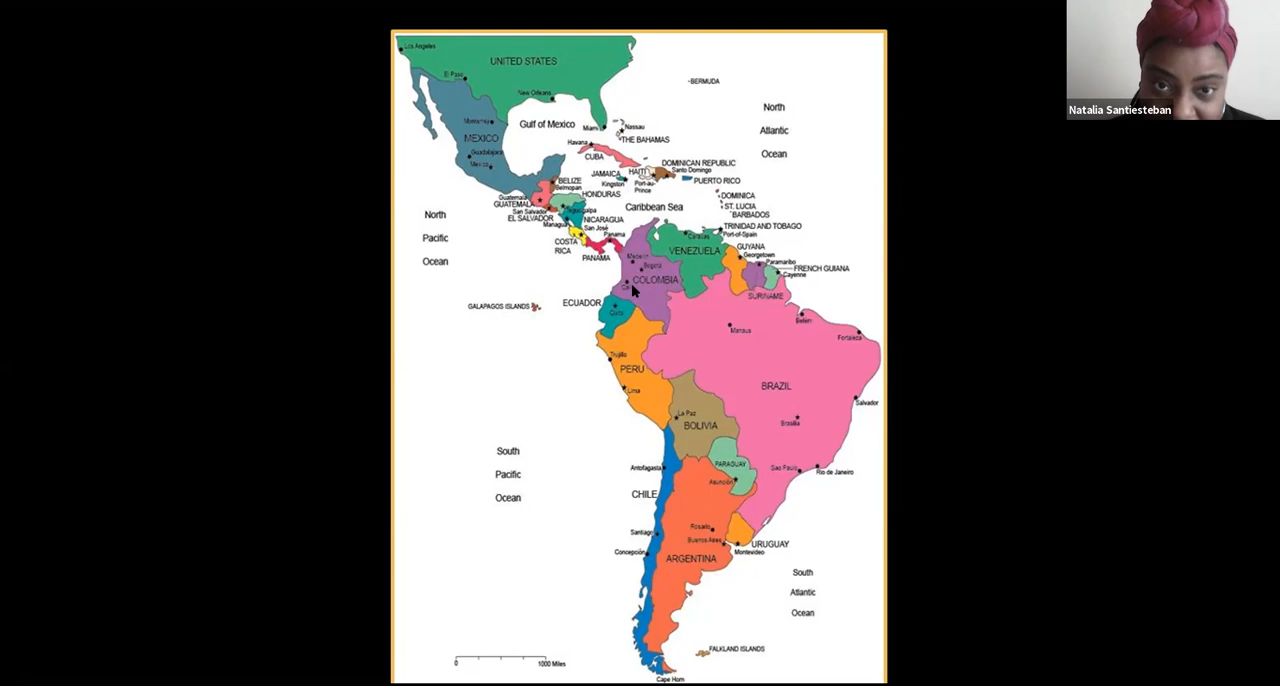 Los Angeles
UNITED STATES
El Paso
New Orleans
BERMUDA
North
Atlantic
Ocean
Monterrey
Gulf of Mexico
Miami
Nassau
THE BAHAMAS
MEXICO
Havana
CUBA
Guadalajara
Mexico
DOMINICAN REPUBLIC
Santo Domingo
HAITI
JAMAICA
Kingston
Port-au-
Prince
PUERTO RICO
BELIZE
Belmopan
HONDURAS
Guatemala
GUATEMALA
Tegucigalpa
San Salvador
EL SALVADOR
NICARAGUA
Managua
San José
COSTA
RICA
Panama
PANAMA
Caribbean Sea
DOMINICA
ST. LUCIA
BARBADOS
TRINIDAD AND TOBAGO
Port-of-Spain
North
Pacific
Ocean
Caracas
VENEZUELA
GUYANA
Georgetown
Paramaribo
FRENCH GUIANA
Cayenne
SURINAME
Medellín
Bogotá
COLOMBIA
GALAPAGOS ISLANDS
ECUADOR
Quito
Manaus
Belém
Fortaleza
Trujillo
PERU
Lima
BRAZIL
Salvador
La Paz
BOLIVIA
Brasília
South
Pacific
Ocean
PARAGUAY
Asunción
Sao Paulo
Rio de Janeiro
Antofagasta
CHILE
Santiago
Concepción
Rosario
Buenos Aires
ARGENTINA
URUGUAY
Montevideo
South
Atlantic
Ocean
FALKLAND ISLANDS
Cape Horn
0 1000 Miles
Natalia Santiesteban